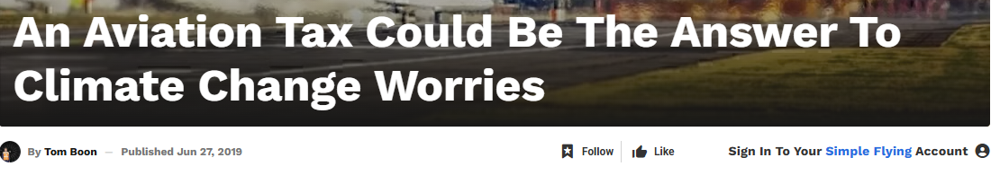 An Aviation Tax Could Be The Answer To
Climate Change Worries
By Tom Boon — Published Jun 27, 2019
Follow
Like
Sign In To Your Simple Flying Account